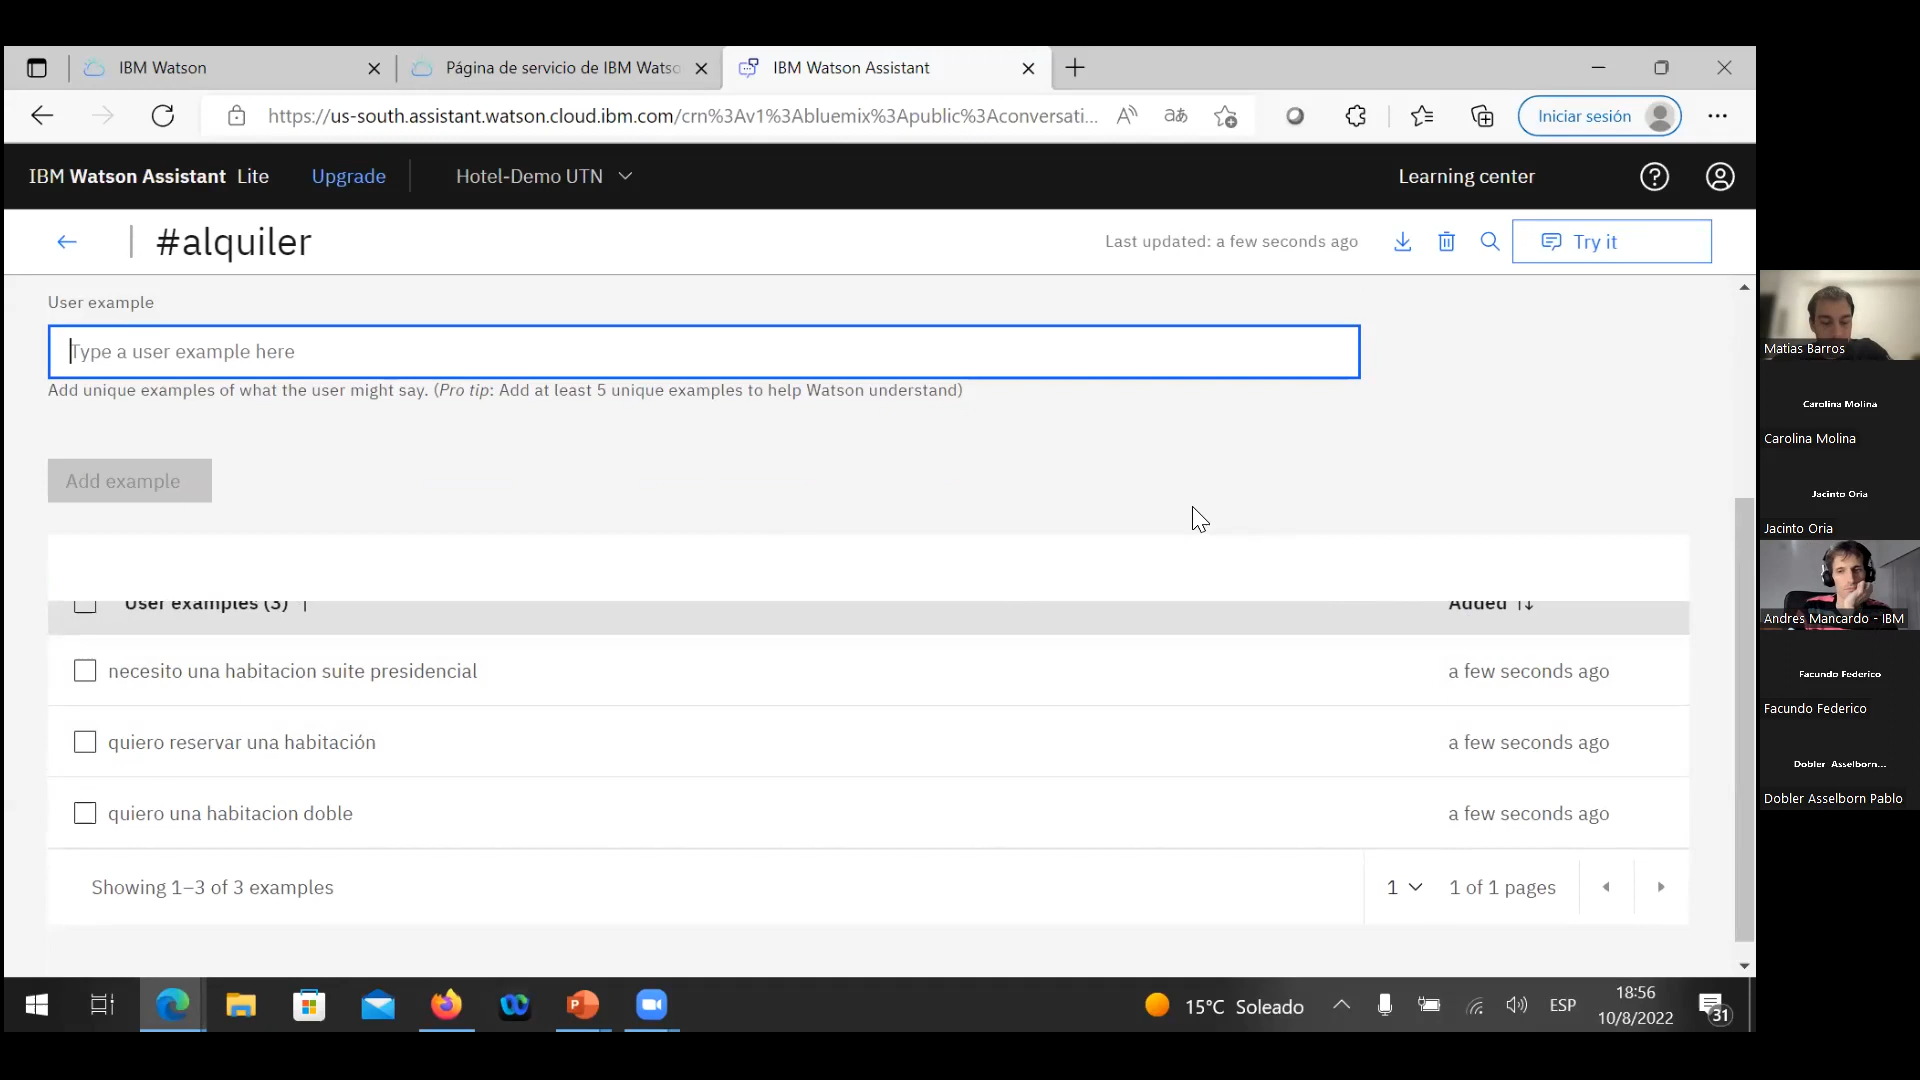 IBM Watson
Página de servicio de IBM Watso
IBM Watson Assistant
https://us-south.assistant.watson.cloud.ibm.com/crn%3Av1%3Abluemix%3Apublic%3Aconversati...
Iniciar sesión
IBM Watson Assistant Lite
Upgrade
Hotel-Demo UTN
Learning center
#alquiler
Last updated: a few seconds ago
Try it
User example
Type a user example here
Add unique examples of what the user might say. (Pro tip: Add at least 5 unique examples to help Watson understand)
Add example
User examples (3)
Added
necesito una habitacion suite presidencial
a few seconds ago
quiero reservar una habitación
a few seconds ago
quiero una habitacion doble
a few seconds ago
Showing 1–3 of 3 examples
1
1 of 1 pages
15°C Soleado
ESP
18:56
10/8/2022
31
Matias Barros
Carolina Molina
Carolina Molina
Jacinto Oria
Jacinto Oria
Andres Mancardo - IBM
Facundo Federico
Facundo Federico
Dobler Asselborn...
Dobler Asselborn Pablo